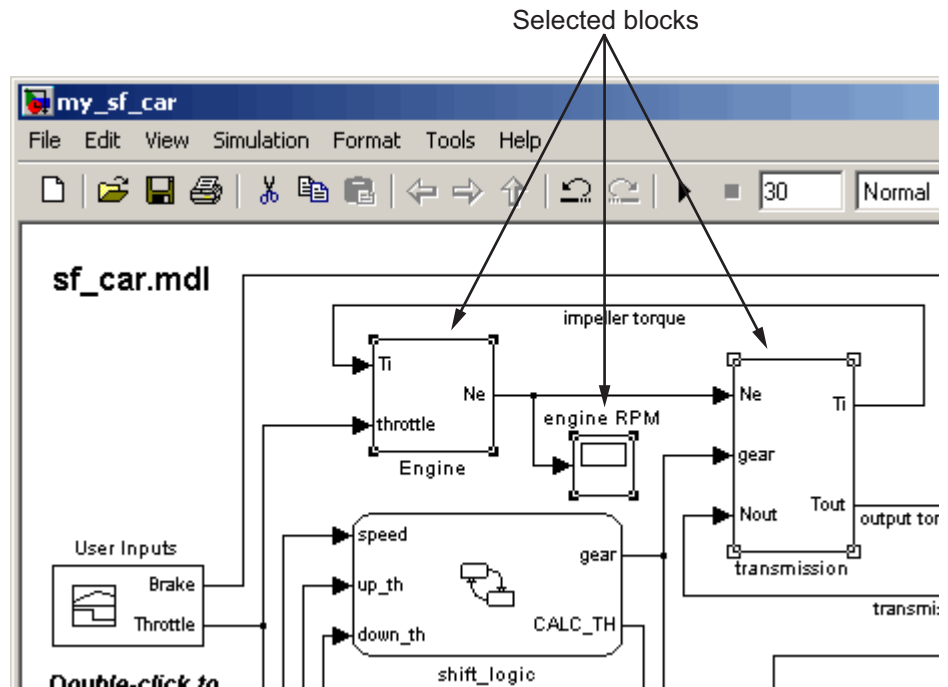 Selected blocks
my_sf_car
File Edit View Simulation Format Tools Help
30 Normal
sf_car.mdl
impeller torque
Ti
Ne
throttle
Engine
engine RPM
Ne
Ti
gear
Nout
Tout
output tor
transmission
transmis
User Inputs
Brake
Throttle
speed
gear
up_th
CALC_TH
down_th
shift_logic
Double-click to